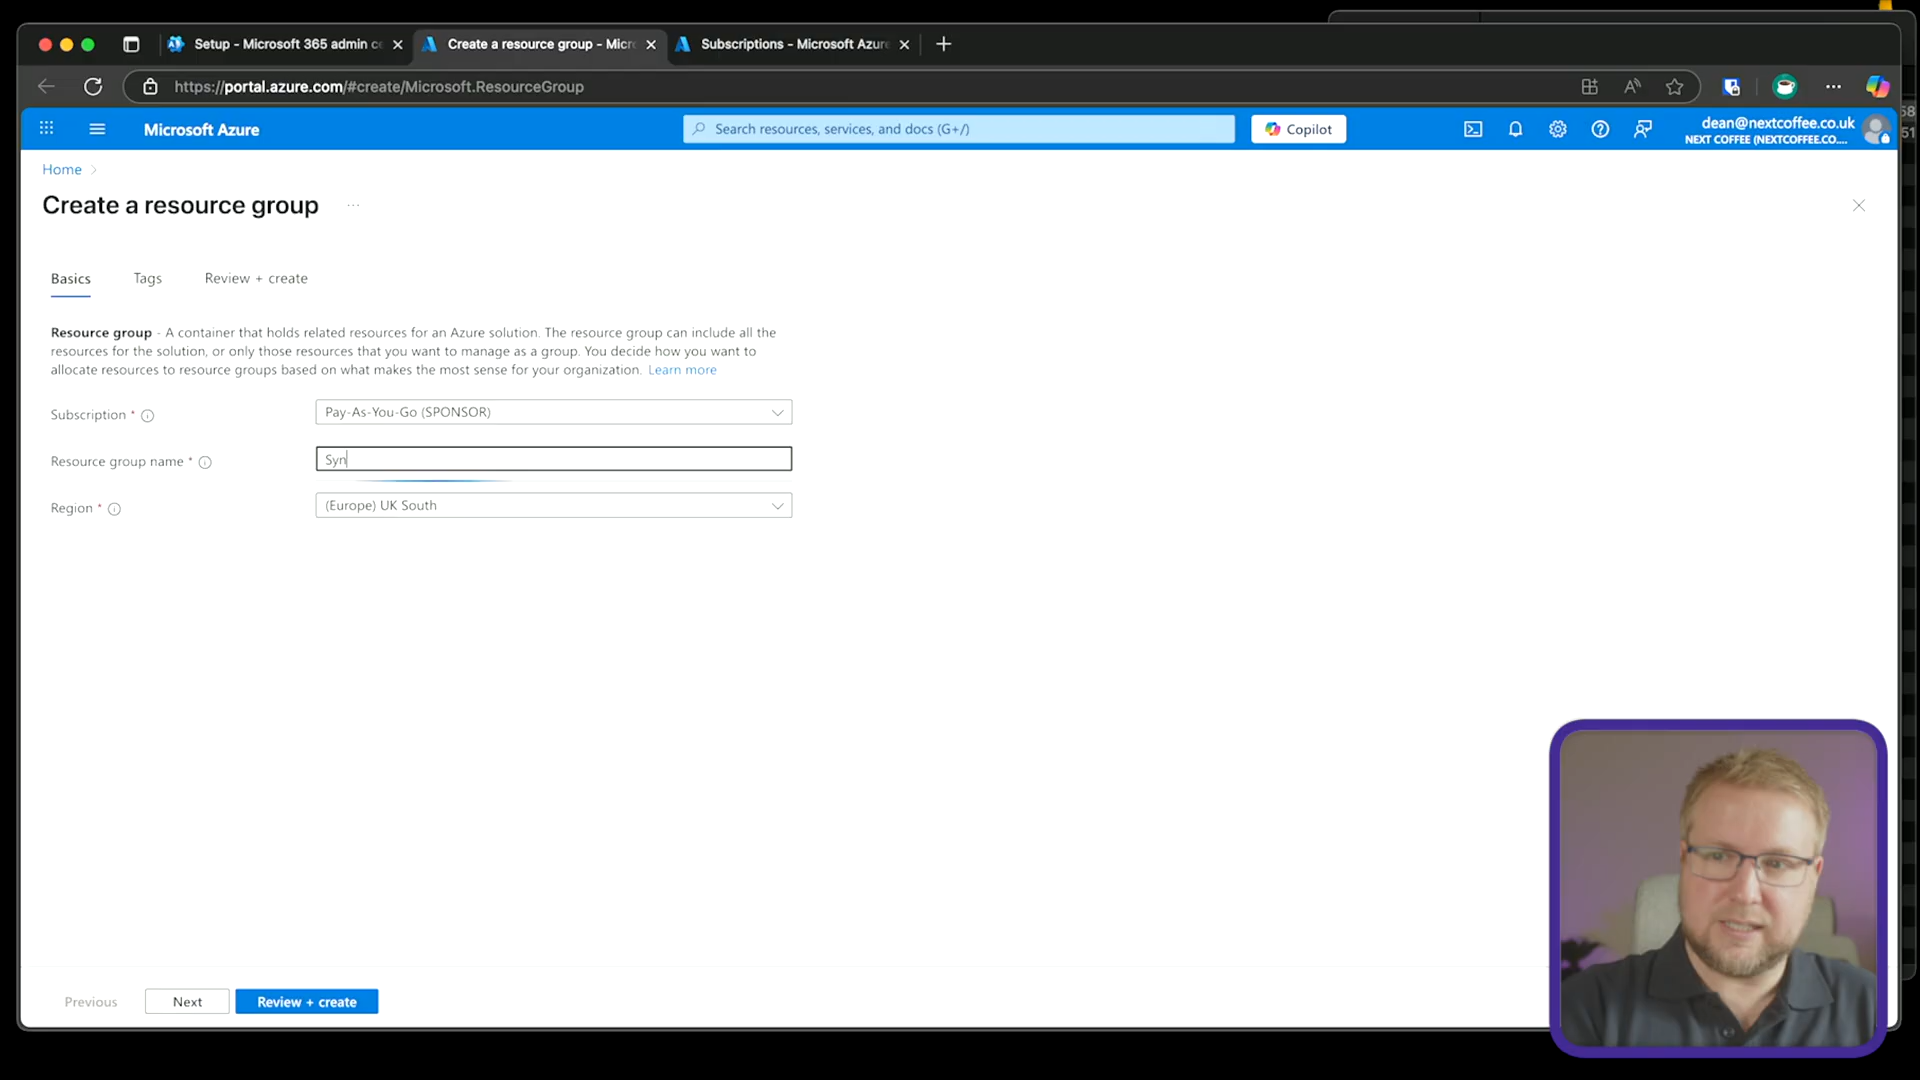 Setup - Microsoft 365 admin ce
Create a resource group - Micro
Subscriptions - Microsoft Azure
https://portal.azure.com/#create/Microsoft.ResourceGroup
Microsoft Azure
Search resources, services, and docs (G+/)
Copilot
dean@nextcoffee.co.uk
NEXT COFFEE (NEXTCOFFEE.CO....
Home
Create a resource group
Basics
Tags
Review + create
Resource group - A container that holds related resources for an Azure solution. The resource group can include all the
resources for the solution, or only those resources that you want to manage as a group. You decide how you want to
allocate resources to resource groups based on what makes the most sense for your organization. Learn more
Subscription *
Pay-As-You-Go (SPONSOR)
Resource group name *
Syn
Region *
(Europe) UK South
Previous
Next
Review + create